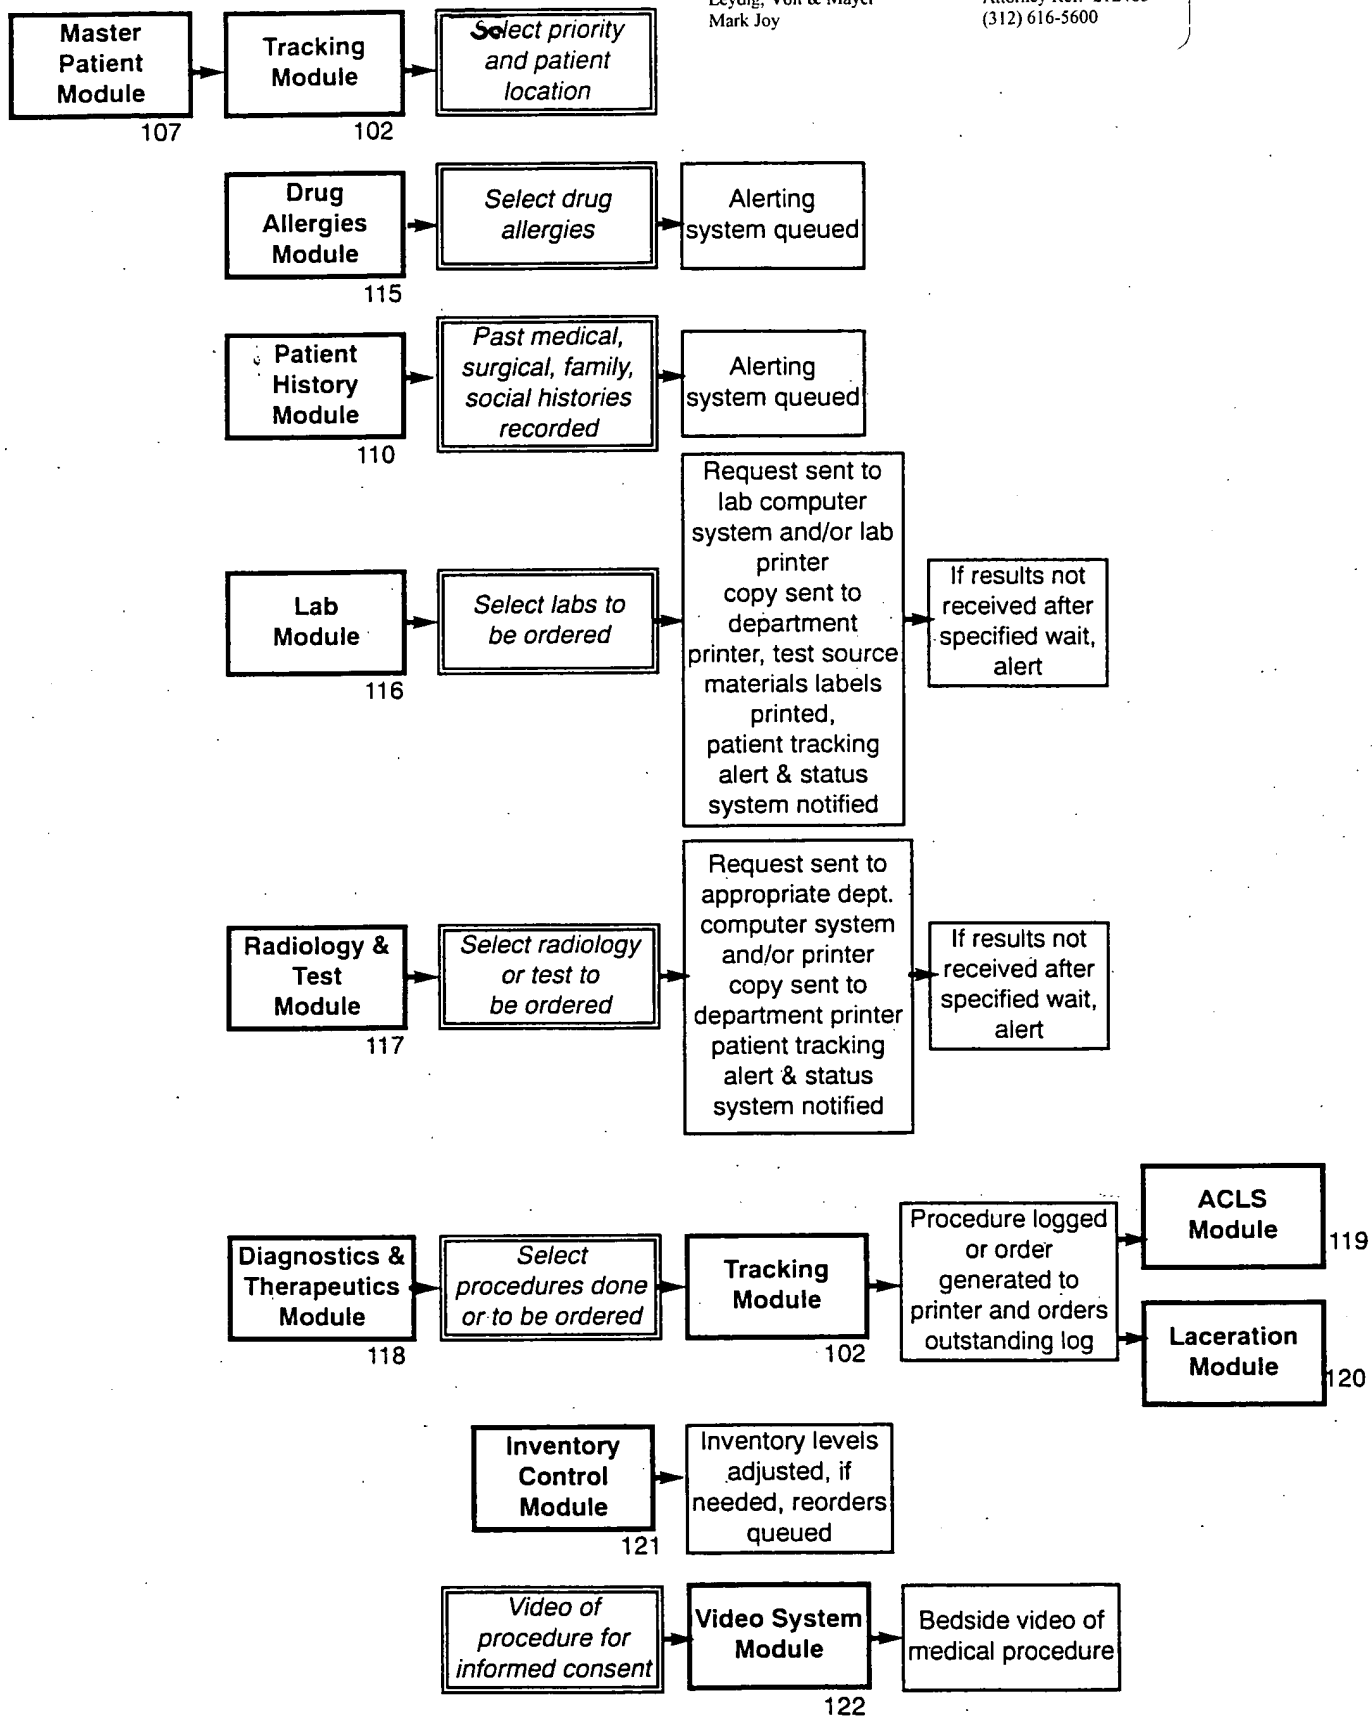 Leydig, Voit & Mayer
Mark Joy
(312) 616-5600
Master
Patient
Module
107
Tracking
Module
102
Select priority
and patient
location
Drug
Allergies
Module
115
Select drug
allergies
Alerting
system queued
Patient
History
Module
110
Past medical,
surgical, family,
social histories
recorded
Alerting
system queued
Lab
Module
116
Select labs to
be ordered
Request sent to
lab computer
system and/or lab
printer
copy sent to
department
printer, test source
materials labels
printed,
patient tracking
alert & status
system notified
If results not
received after
specified wait,
alert
Radiology &
Test
Module
117
Select radiology
or test to
be ordered
Request sent to
appropriate dept.
computer system
and/or printer
copy sent to
department printer
patient tracking
alert & status
system notified
If results not
received after
specified wait,
alert
Diagnostics &
Therapeutics
Module
118
Select
procedures done
or to be ordered
Tracking
Module
102
Procedure logged
or order
generated to
printer and orders
outstanding log
ACLS
Module
119
Laceration
Module
120
Inventory
Control
Module
121
Inventory levels
adjusted, if
needed, reorders
queued
Video of
procedure for
informed consent
Video System
Module
122
Bedside video of
medical procedure